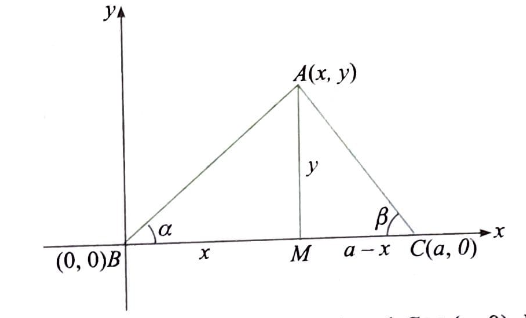 y
A(x, y)
y
α
β
x
(0, 0)B
x
M
a – x
C(a, 0)